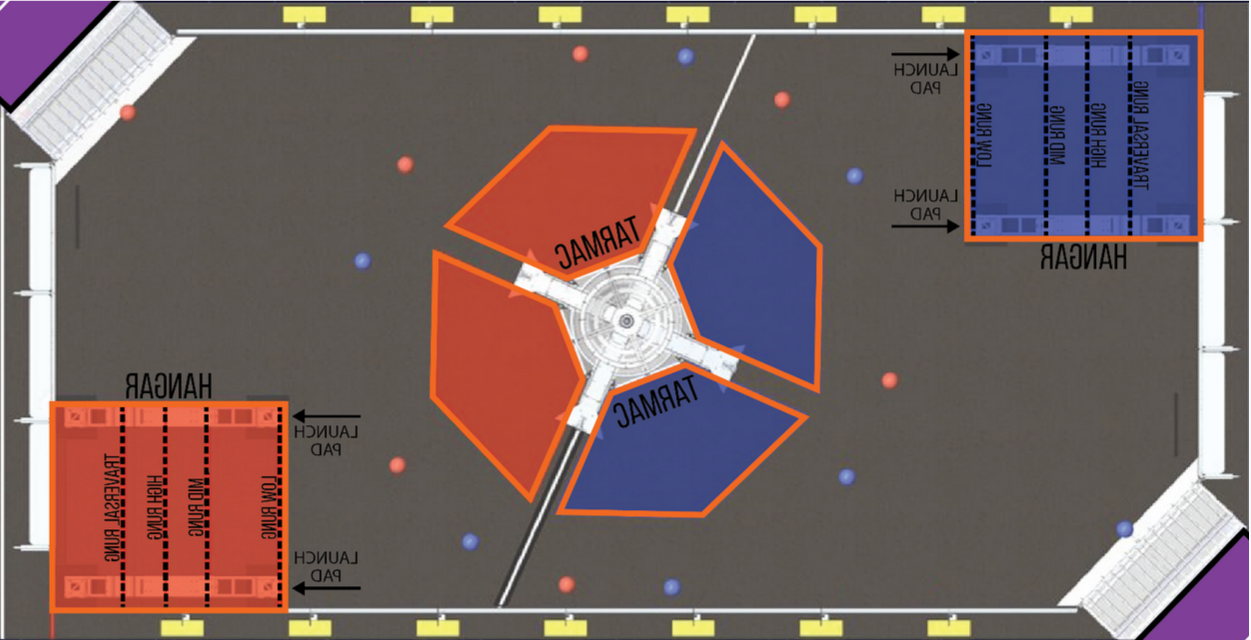 LAUNCH
PAD
LOW RUNG
MID RUNG
HIGH RUNG
TRAVERSAL RUNG
LAUNCH
PAD
HANGAR
TARMAC
TARMAC
HANGAR
LAUNCH
PAD
TRAVERSAL RUNG
HIGH RUNG
MID RUNG
LOW RUNG
LAUNCH
PAD